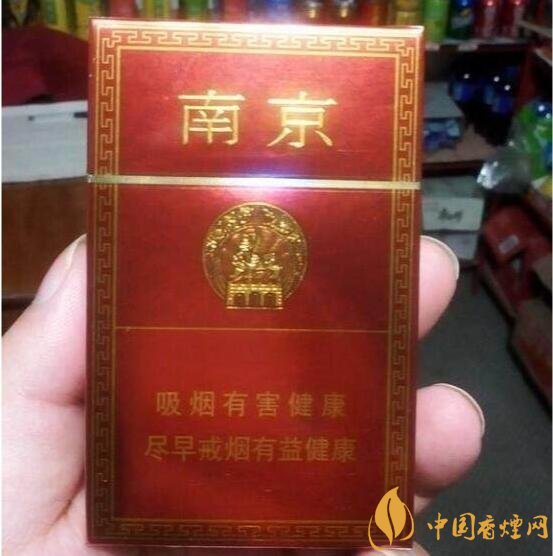 南京
吸烟有害健康
尽早戒烟有益健康
中国香烟网